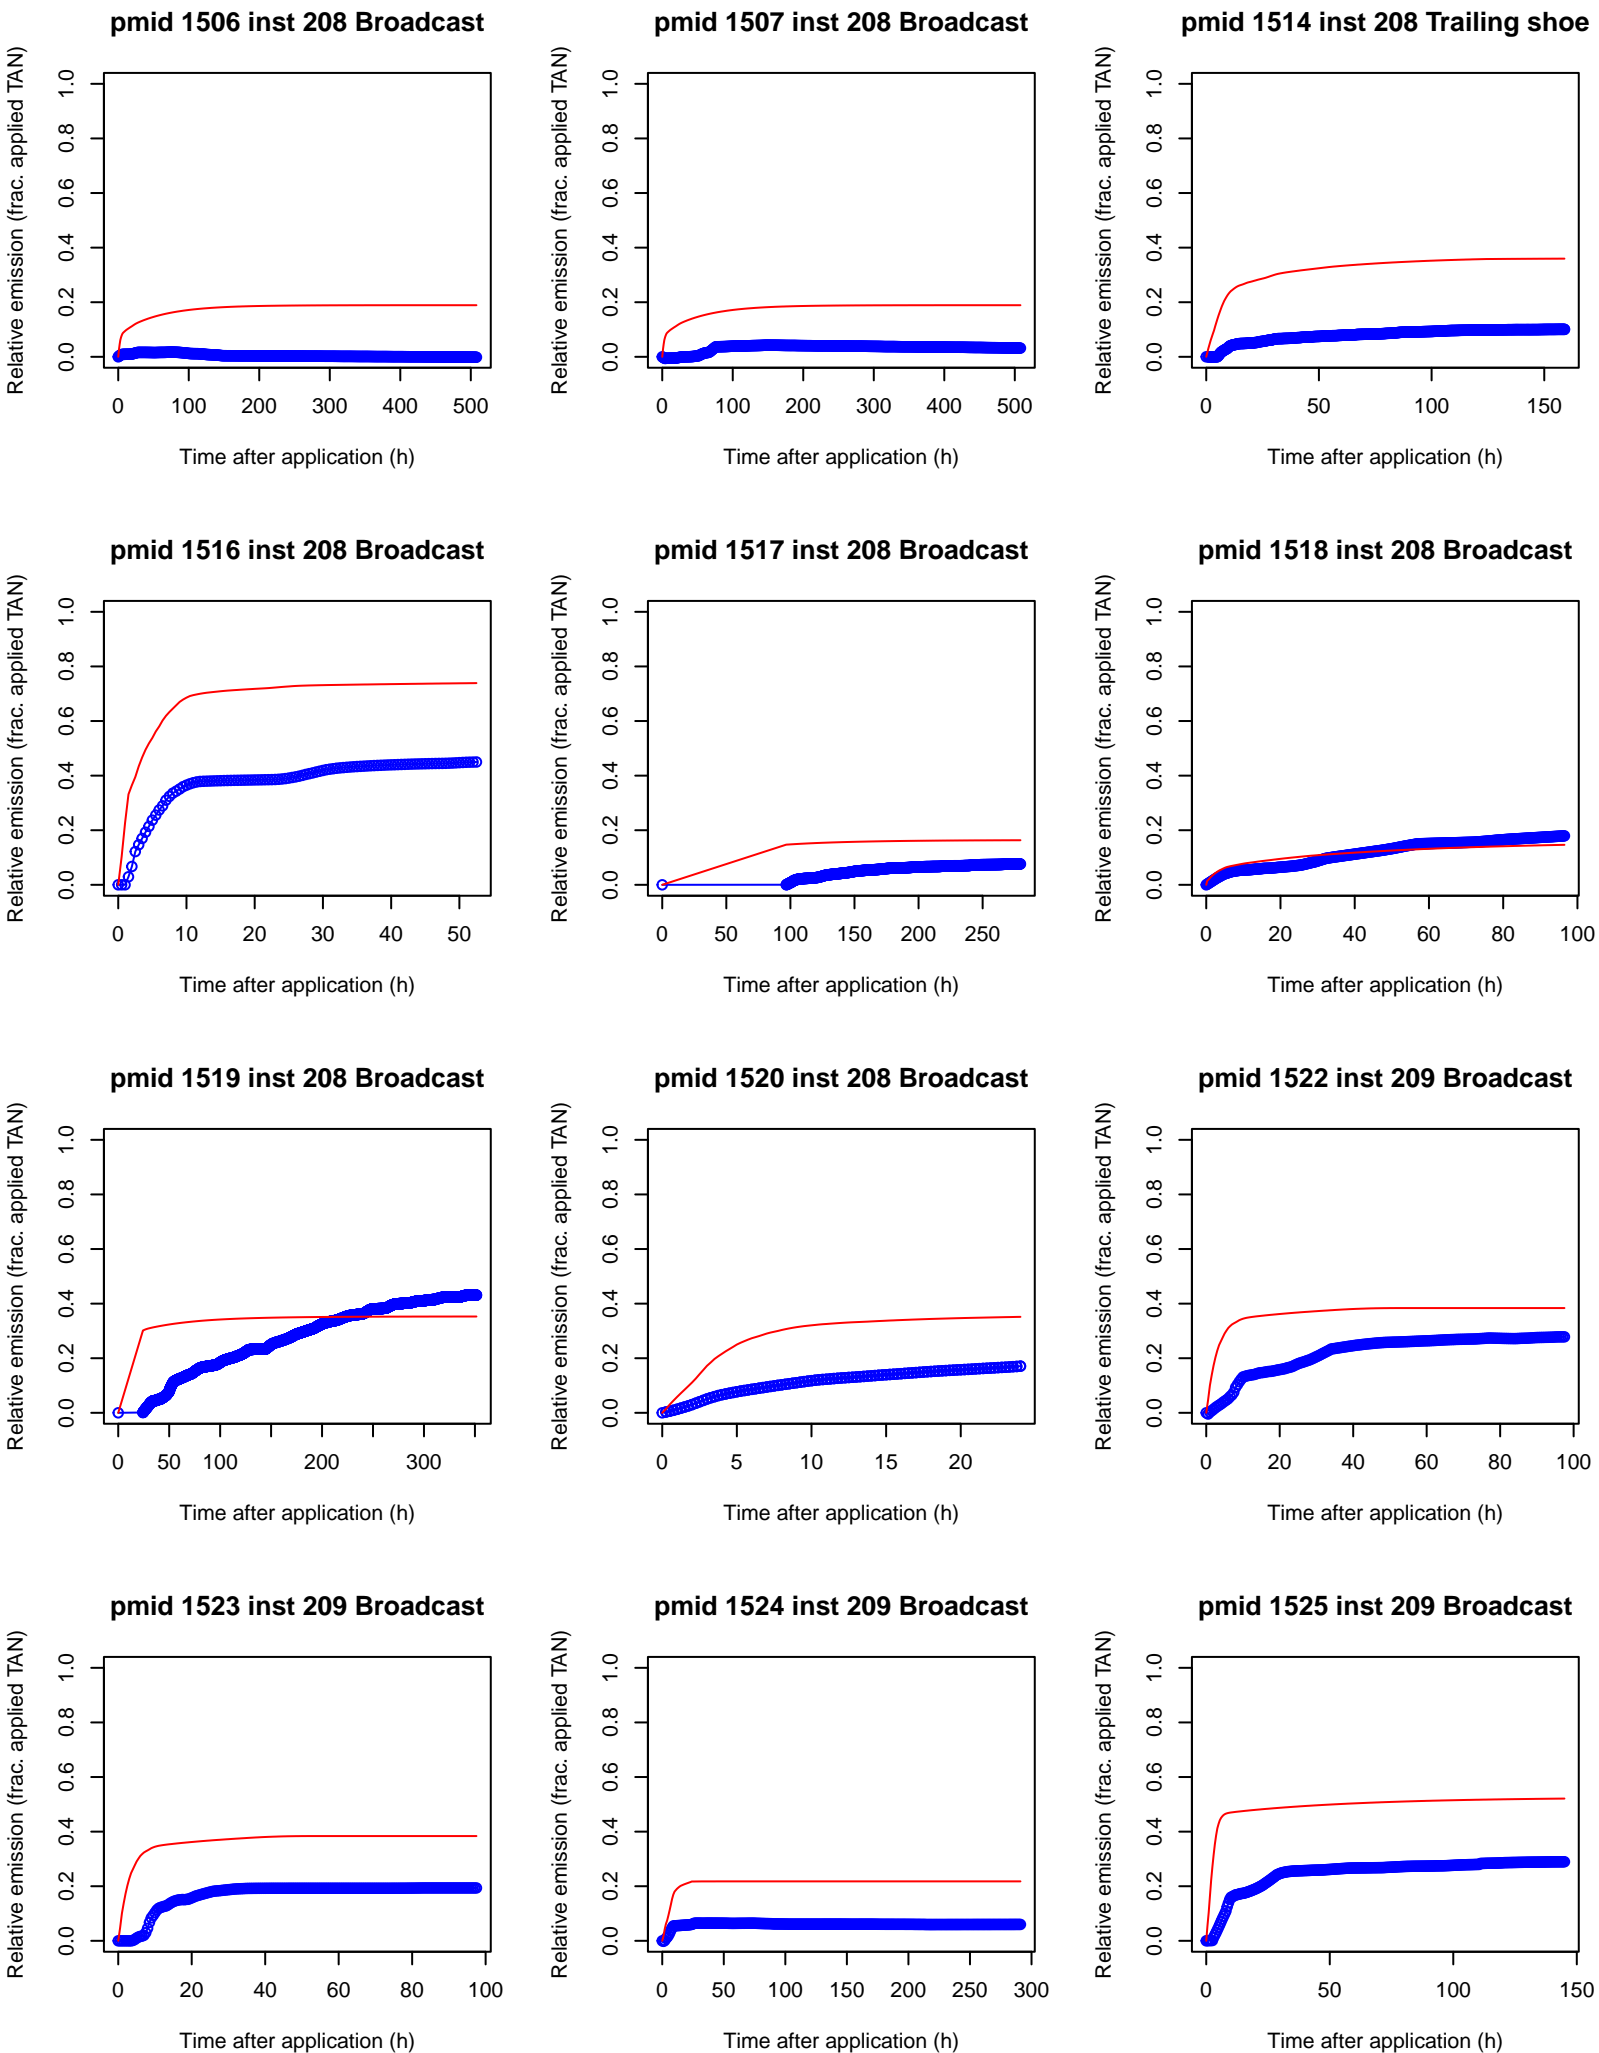 pmid 1506 inst 208 Broadcast
Relative emission (frac. applied TAN)
1.0
0.8
0.6
0.4
0.2
0.0
0 100 200 300 400 500
Time after application (h)
pmid 1507 inst 208 Broadcast
Relative emission (frac. applied TAN)
1.0
0.8
0.6
0.4
0.2
0.0
0 100 200 300 400 500
Time after application (h)
pmid 1514 inst 208 Trailing shoe
Relative emission (frac. applied TAN)
1.0
0.8
0.6
0.4
0.2
0.0
0 50 100 150
Time after application (h)
pmid 1516 inst 208 Broadcast
Relative emission (frac. applied TAN)
1.0
0.8
0.6
0.4
0.2
0.0
0 10 20 30 40 50
Time after application (h)
pmid 1517 inst 208 Broadcast
Relative emission (frac. applied TAN)
1.0
0.8
0.6
0.4
0.2
0.0
0 50 100 150 200 250
Time after application (h)
pmid 1518 inst 208 Broadcast
Relative emission (frac. applied TAN)
1.0
0.8
0.6
0.4
0.2
0.0
0 20 40 60 80 100
Time after application (h)
pmid 1519 inst 208 Broadcast
Relative emission (frac. applied TAN)
1.0
0.8
0.6
0.4
0.2
0.0
0 50 100 200 300
Time after application (h)
pmid 1520 inst 208 Broadcast
Relative emission (frac. applied TAN)
1.0
0.8
0.6
0.4
0.2
0.0
0 5 10 15 20
Time after application (h)
pmid 1522 inst 209 Broadcast
Relative emission (frac. applied TAN)
1.0
0.8
0.6
0.4
0.2
0.0
0 20 40 60 80 100
Time after application (h)
pmid 1523 inst 209 Broadcast
Relative emission (frac. applied TAN)
1.0
0.8
0.6
0.4
0.2
0.0
0 20 40 60 80 100
Time after application (h)
pmid 1524 inst 209 Broadcast
Relative emission (frac. applied TAN)
1.0
0.8
0.6
0.4
0.2
0.0
0 50 100 150 200 250 300
Time after application (h)
pmid 1525 inst 209 Broadcast
Relative emission (frac. applied TAN)
1.0
0.8
0.6
0.4
0.2
0.0
0 50 100 150
Time after application (h)